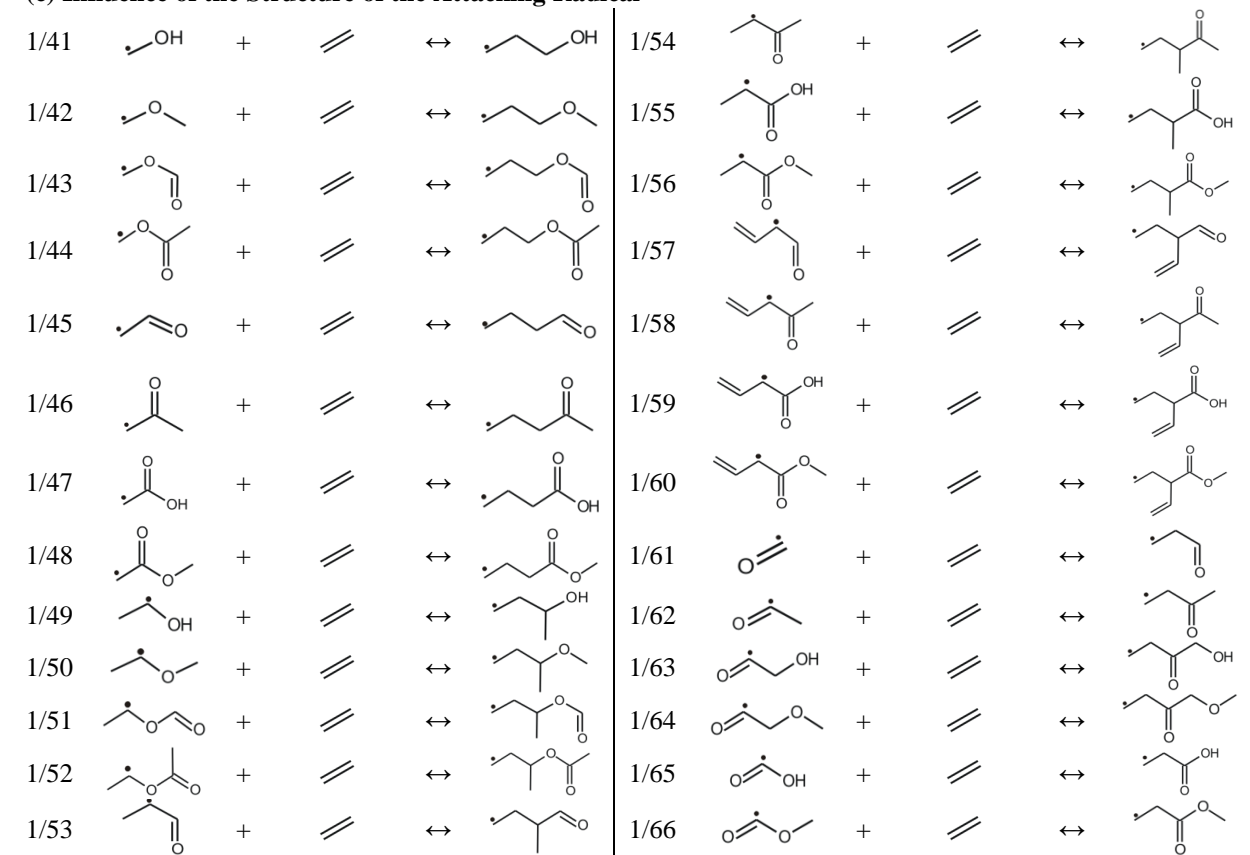 Influence of the Structure of the Radical
1/41 OH + ↔ OH
1/42 O + ↔ O
1/43 O O + ↔ O O
1/44 O O + ↔ O O
1/45 O + ↔ O
1/46 O + ↔ O
1/47 O OH + ↔ O OH
1/48 O O + ↔ O O
1/49 OH + ↔ OH
1/50 O + ↔ O
1/51 O O + ↔ O O
1/52 O O + ↔ O O
1/53 O + ↔ O
1/54 O + ↔ O
1/55 OH O + ↔ O OH
1/56 O O + ↔ O O
1/57 O + ↔ O
1/58 O + ↔ O
1/59 OH O + ↔ O OH
1/60 O O + ↔ O O
1/61 O + ↔ O
1/62 O + ↔ O
1/63 O OH + ↔ OH O
1/64 O O + ↔ O O
1/65 O OH + ↔ OH O
1/66 O O + ↔ O O